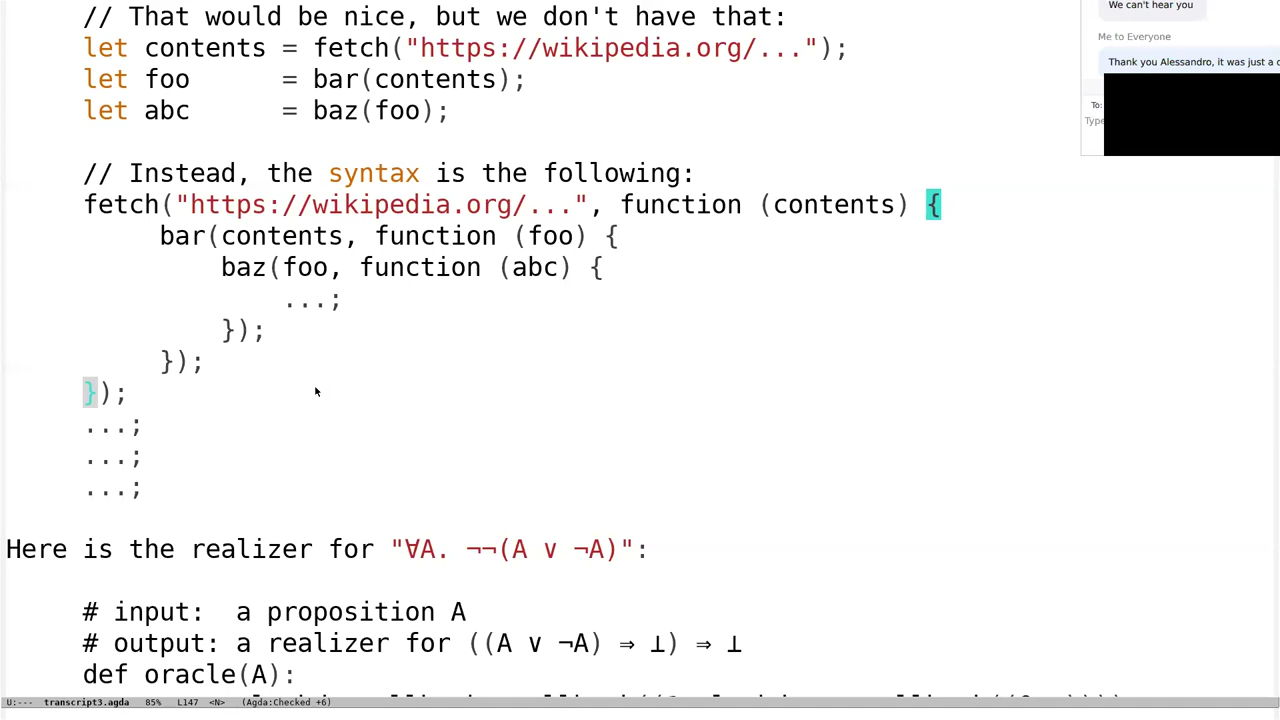 // That would be nice, but we don't have that:
let contents = fetch("https://wikipedia.org/...");
let foo      = bar(contents);
let abc      = baz(foo);
// Instead, the syntax is the following:
fetch("https://wikipedia.org/...", function (contents) {
bar(contents, function (foo) {
baz(foo, function (abc) {
...;
});
});
});
...;
...;
...;
Here is the realizer for "∀A. ¬¬(A ∨ ¬A)":
# input:  a proposition A
# output: a realizer for ((A ∨ ¬A) ⇒ ⊥) ⇒ ⊥
def oracle(A):
U:---  transcript3.agda   85%   L147  <N>   (Agda:Checked +6)
We can't hear you
Me to Everyone
Thank you Alessandro, it was just a
To:
Type